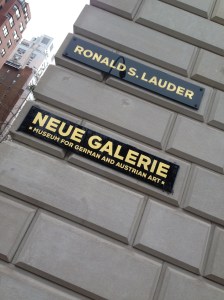 RONALD S. LAUDER
NEUE GALERIE
• MUSEUM FOR GERMAN AND AUSTRIAN ART •